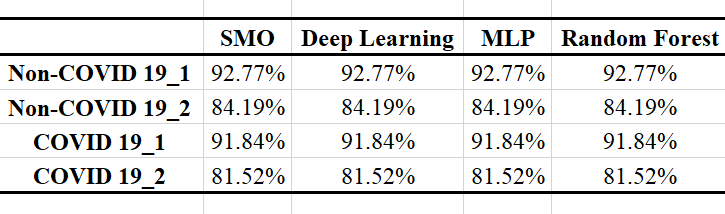 SMO Deep Learning MLP Random Forest
Non-COVID 19_1 92.77% 92.77% 92.77% 92.77%
Non-COVID 19_2 84.19% 84.19% 84.19% 84.19%
COVID 19_1 91.84% 91.84% 91.84% 91.84%
COVID 19_2 81.52% 81.52% 81.52% 81.52%